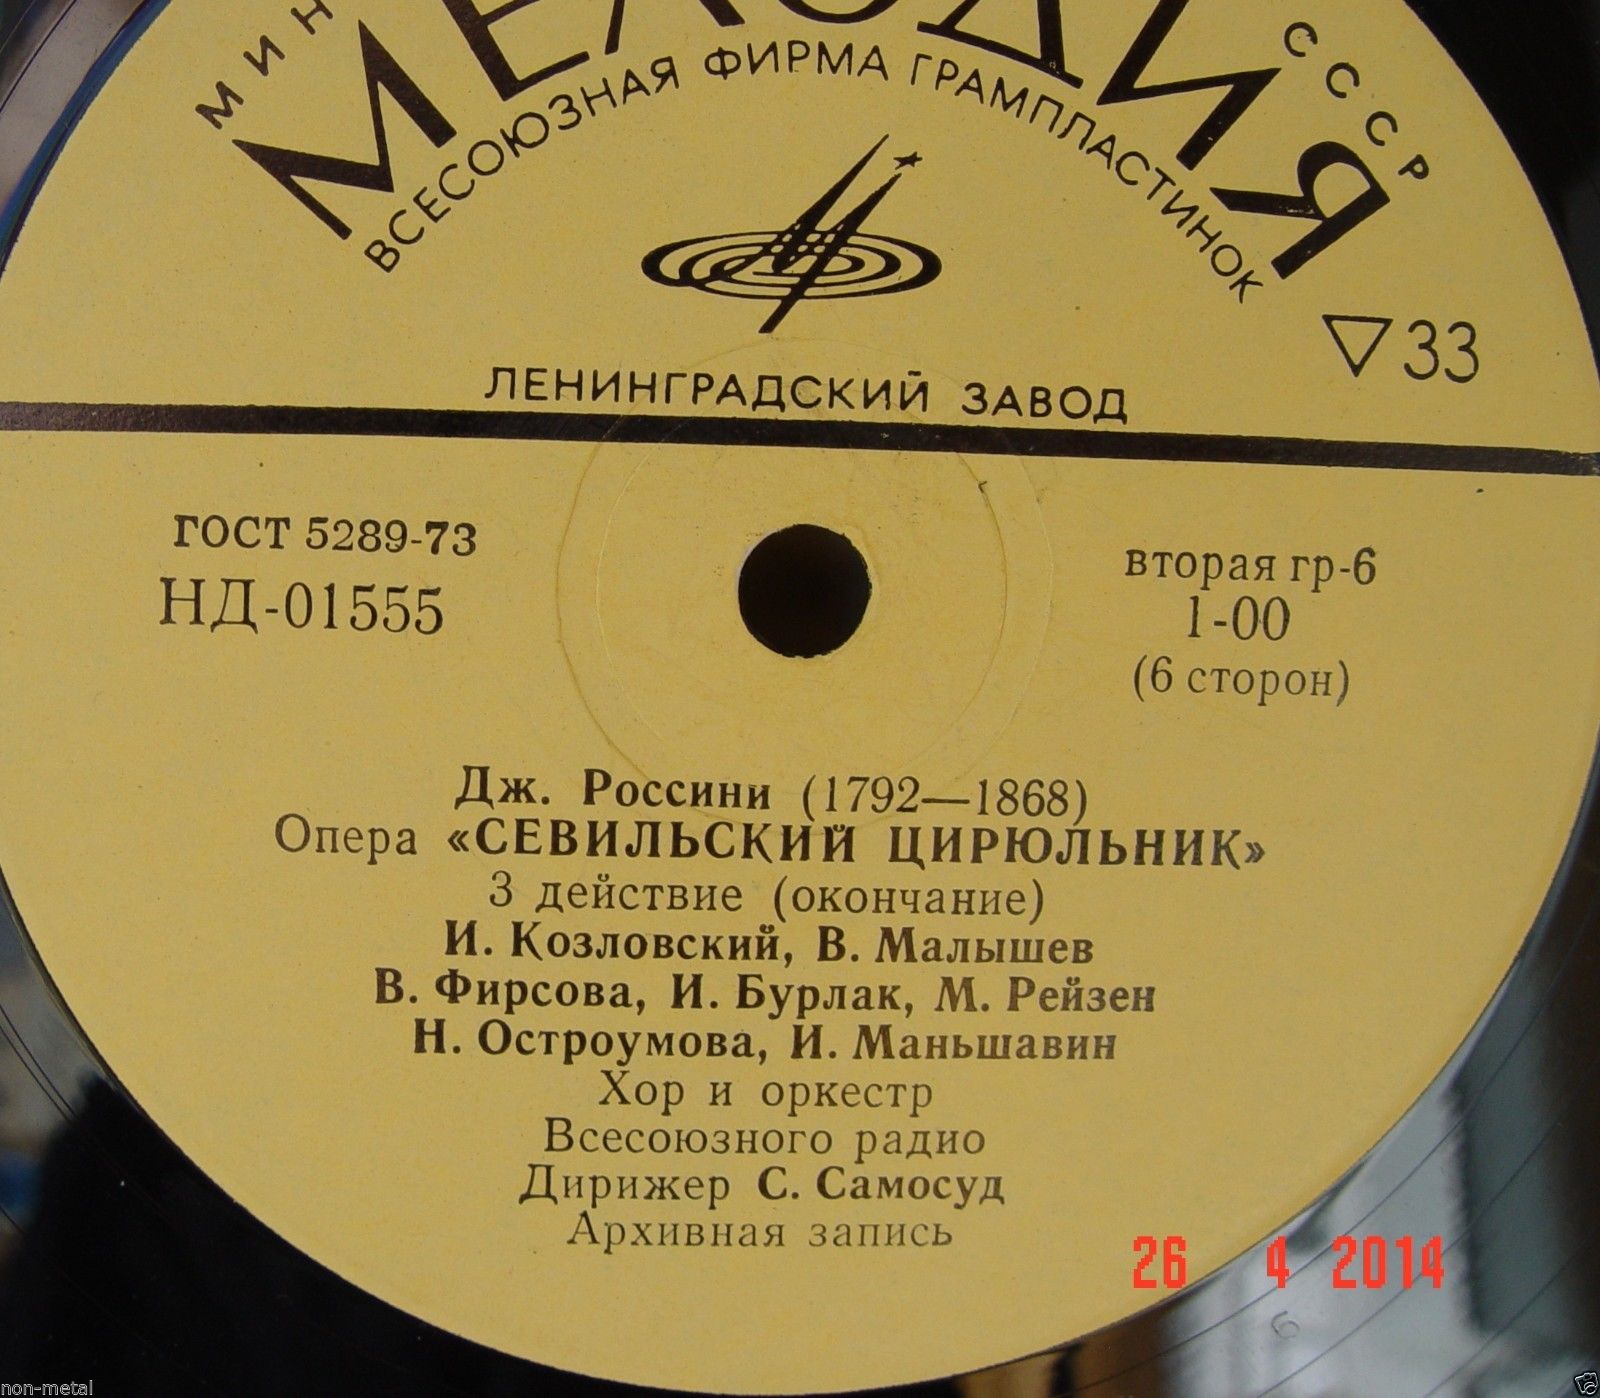 СССР
МЕЛОДИЯ
ВСЕСОЮЗНАЯ ФИРМА ГРАМПЛАСТИНОК
▽33
ЛЕНИНГРАДСКИЙ ЗАВОД
ГОСТ 5289-73
НД-01555
вторая гр-6
1-00
(6 сторон)
Дж. Россини (1792—1868)
Опера «СЕВИЛЬСКИЙ ЦИРЮЛЬНИК»
3 действие (окончание)
И. Козловский, В. Малышев
В. Фирсова, И. Бурлак, М. Рейзен
Н. Остроумова, И. Маньшавин
Хор и оркестр
Всесоюзного радио
Дирижер С. Самосуд
Архивная запись
26 4 2014
6
non-metal